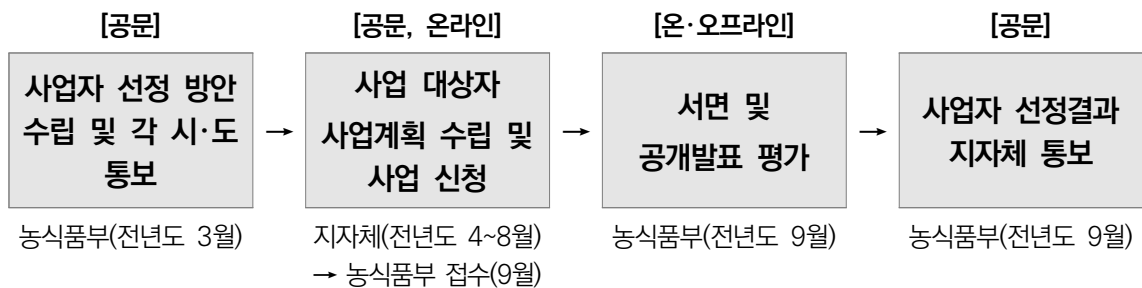 [공문]
사업자 선정 방안
수립 및 각 시·도
통보
농식품부(전년도 3월)
→
[공문, 온라인]
사업 대상자
사업계획 수립 및
사업 신청
지자체(전년도 4~8월)
→ 농식품부 접수(9월)
→
[온·오프라인]
서면 및
공개발표 평가
농식품부(전년도 9월)
→
[공문]
사업자 선정결과
지자체 통보
농식품부(전년도 9월)